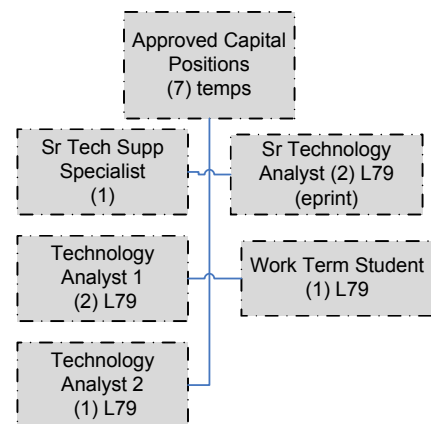 Approved Capital
Positions
(7) temps
Sr Tech Supp
Specialist
(1)
Sr Technology
Analyst (2) L79
(eprint)
Technology
Analyst 1
(2) L79
Work Term Student
(1) L79
Technology
Analyst 2
(1) L79